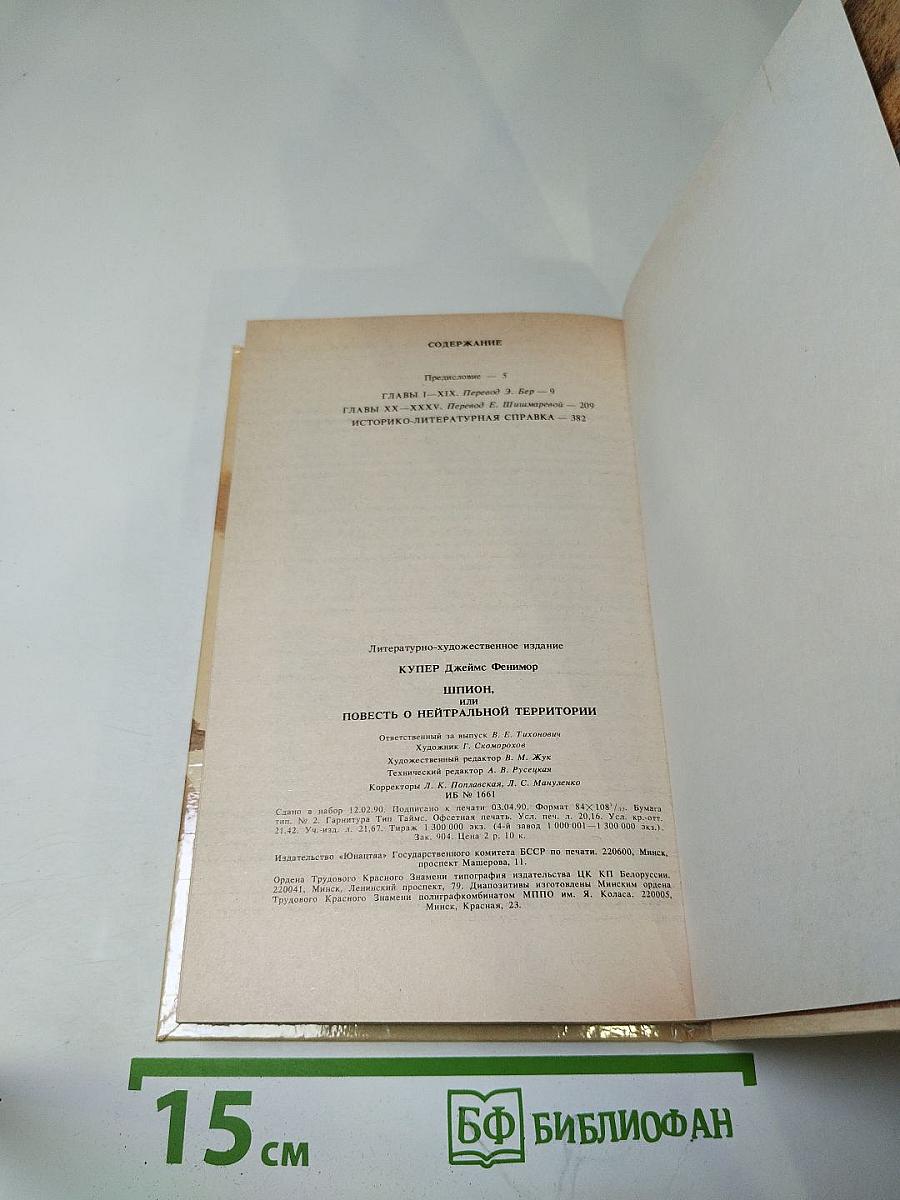 СОДЕРЖАНИЕ
Предисловие — 5
ГЛАВЫ I—XIX. Перевод Э. Бер — 9
ГЛАВЫ XX—XXXV. Перевод Е. Шишмаревой — 209
ИСТОРИКО-ЛИТЕРАТУРНАЯ СПРАВКА — 382
Литературно-художественное издание
КУПЕР Джеймс Фенимор
ШПИОН,
или
ПОВЕСТЬ О НЕЙТРАЛЬНОЙ ТЕРРИТОРИИ
Ответственный за выпуск В. Е. Тихонович
Художник Г. Скоморохов
Художественный редактор В. М. Жук
Технический редактор А. В. Русецкая
Корректоры Л. К. Поплавская, Л. С. Мануленко
ИБ № 1661
Сдано в набор 12.02.90. Подписано к печати 03.04.90. Формат 84×108¹/₃₂. Бумага
тип. № 2. Гарнитура Тип Таймс. Офсетная печать. Усл. печ. л. 20,16. Усл. кр.-отт.
21.42. Уч.-изд. л. 21,67. Тираж 1 300 000 экз. (4-й завод 1 000 001—1 300 000 экз.).
Зак. 904. Цена 2 р. 10 к.
Издательство «Юнацтва» Государственного комитета БССР по печати. 220600, Минск,
проспект Машерова, 11.
Ордена Трудового Красного Знамени типография издательства ЦК КП Белоруссии.
220041, Минск, Ленинский проспект, 79. Диапозитивы изготовлены Минским ордена
Трудового Красного Знамени полиграфкомбинатом МППО им. Я. Коласа. 220005,
Минск, Красная, 23.
15 см
БФ БИБЛИОФАН